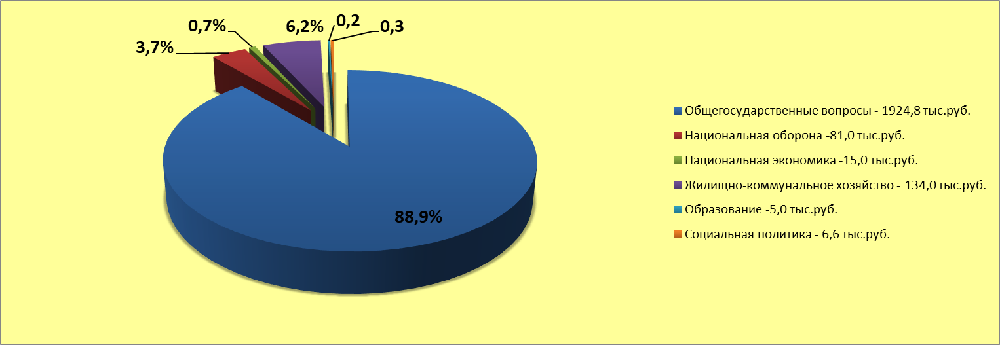 0,7%
6,2%
0,2
0,3
3,7%
88,9%
Общегосударственные вопросы - 1924,8 тыс.руб.
Национальная оборона -81,0 тыс.руб.
Национальная экономика -15,0 тыс.руб.
Жилищно-коммунальное хозяйство - 134,0 тыс.руб.
Образование -5,0 тыс.руб.
Социальная политика - 6,6 тыс.руб.